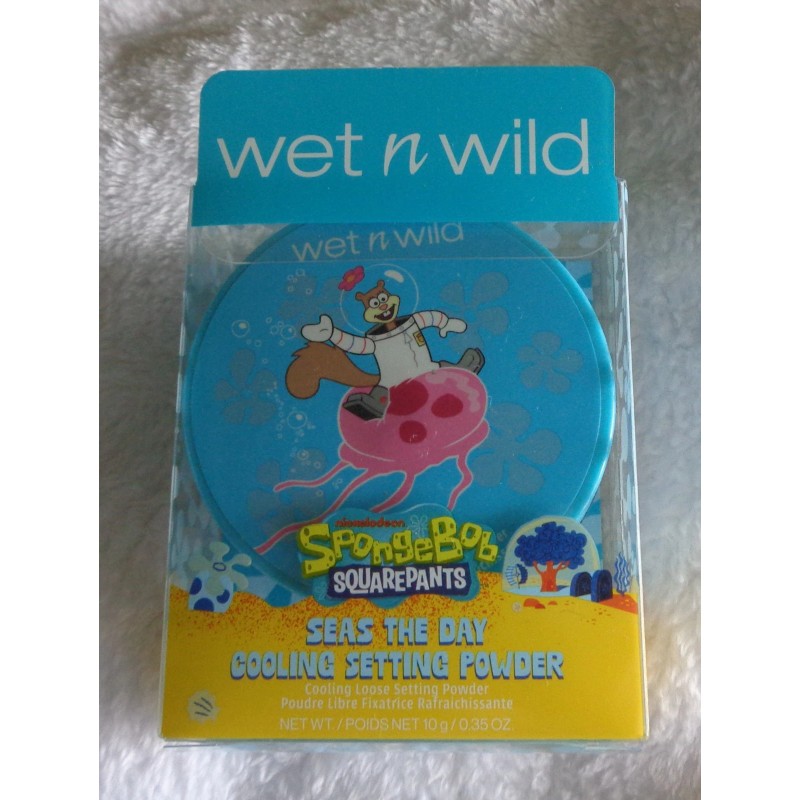 wet n wild
wet n wild
nickelodeon
SPONGEBOB
SQUAREPANTS
SEAS THE DAY
COOLING SETTING POWDER
Cooling Loose Setting Powder
Poudre Libre Fixatrice Rafraichissante
NET WT. / POIDS NET 10 g / 0.35 OZ.